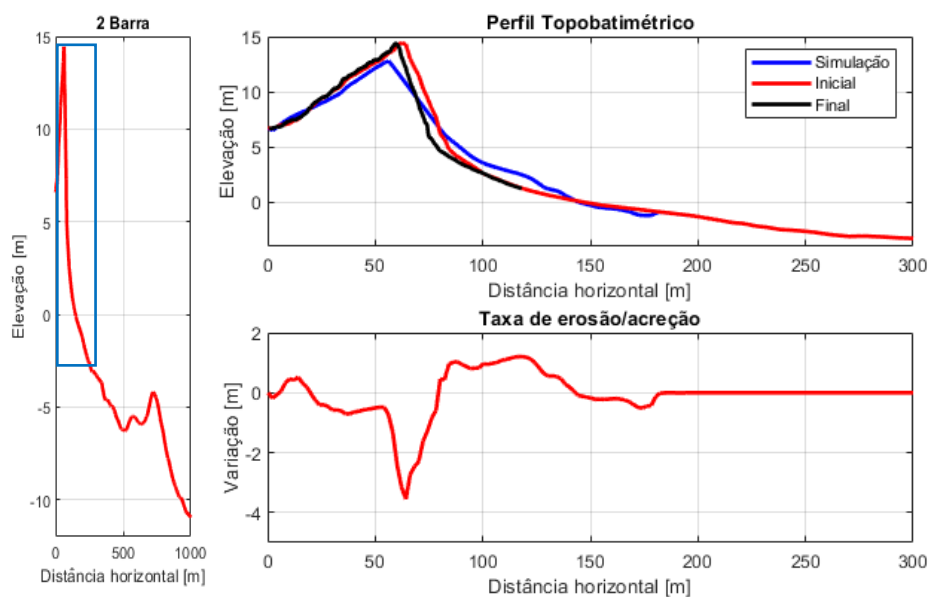 2 Barra
15
10
5
0
-5
-10
0
500
1000
Elevação [m]
Distância horizontal [m]
Perfil Topobatimétrico
15
10
5
0
0
50
100
150
200
250
300
Elevação [m]
Distância horizontal [m]
Simulação
Inicial
Final
Taxa de erosão/acreção
2
0
-2
-4
0
50
100
150
200
250
300
Variação [m]
Distância horizontal [m]